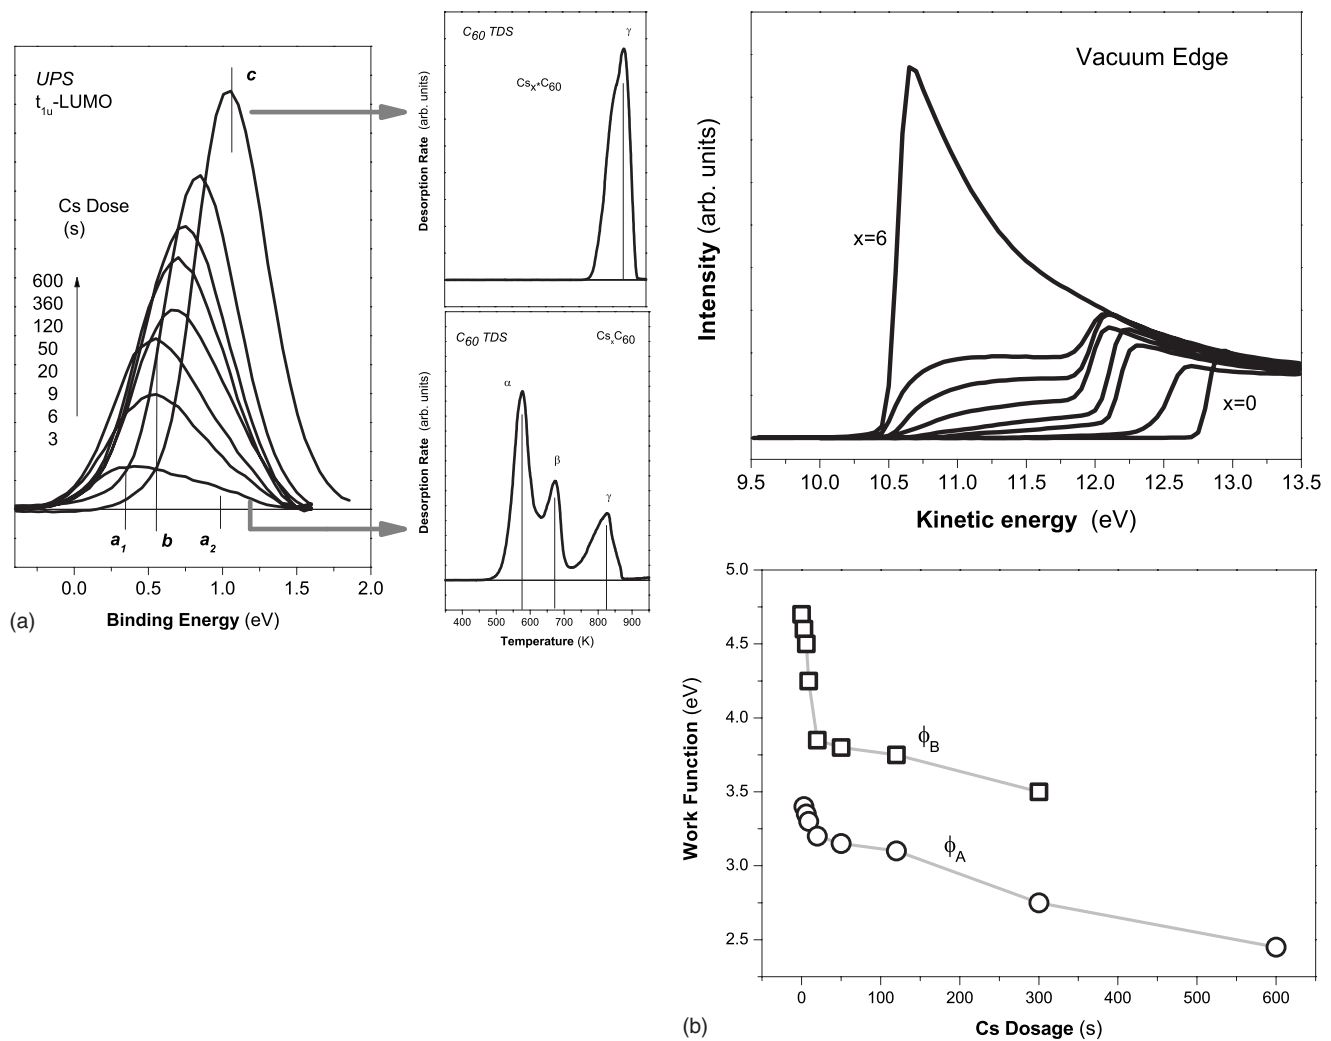 UPS
t1u-LUMO
c
Cs Dose
(s)
600
360
120
50
20
9
6
3
a1
b
a2
0.0 0.5 1.0 1.5 2.0
Binding Energy (eV)
(a)
C60 TDS
γ
Csx*C60
Desorption Rate (arb. units)
C60 TDS
CsxC60
α
β
γ
Desorption Rate (arb. units)
400 500 600 700 800 900
Temperature (K)
Vacuum Edge
x=6
x=0
Intensity (arb. units)
9.5 10.0 10.5 11.0 11.5 12.0 12.5 13.0 13.5
Kinetic energy (eV)
5.0
4.5
4.0
3.5
3.0
2.5
Work Function (eV)
ϕB
ϕA
0 100 200 300 400 500 600
Cs Dosage (s)
(b)